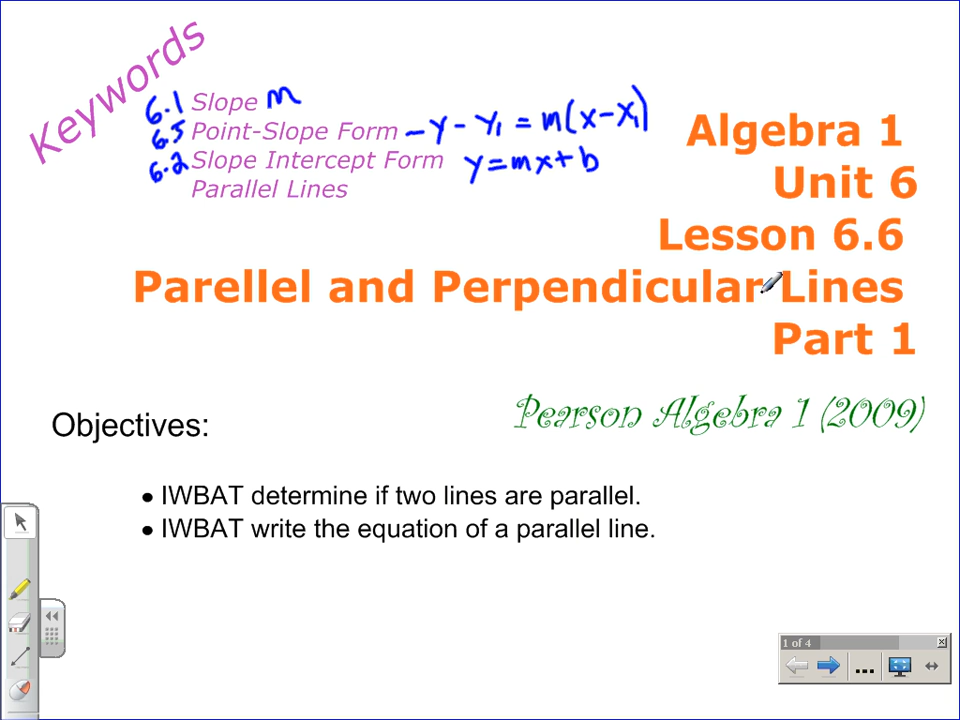 Keywords
6.1 Slope m
6.5 Point-Slope Form - y - y₁ = m(x-x₁)
6.2 Slope Intercept Form y = mx + b
Parallel Lines
Algebra 1
Unit 6
Lesson 6.6
Parellel and Perpendicular Lines
Part 1
Pearson Algebra 1 (2009)
Objectives:
• IWBAT determine if two lines are parallel.
• IWBAT write the equation of a parallel line.
1 of 4
...